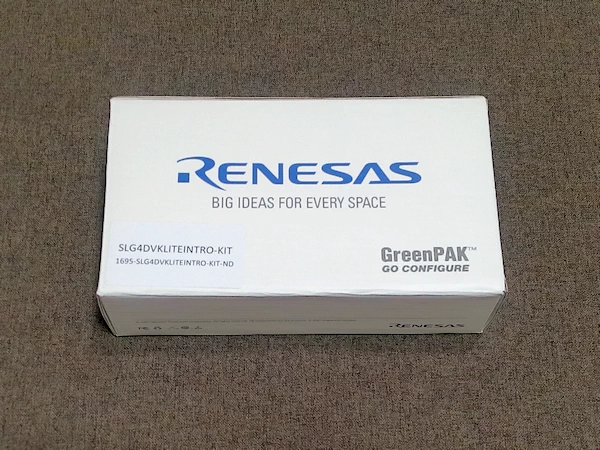 RENESAS
BIG IDEAS FOR EVERY SPACE
SLG4DVKLITEINTRO-KIT
1695-SLG4DVKLITEINTRO-KIT-ND
GreenPAK™
GO CONFIGURE
RENESAS